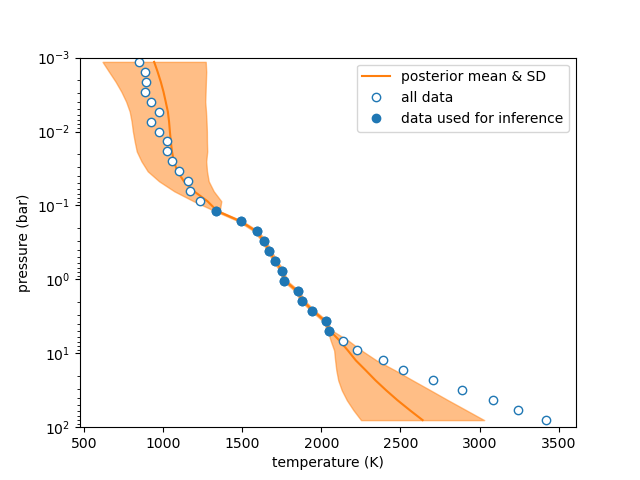 10⁻³
10⁻²
10⁻¹
10⁰
10¹
10²
pressure (bar)
posterior mean & SD
all data
data used for inference
500 1000 1500 2000 2500 3000 3500
temperature (K)